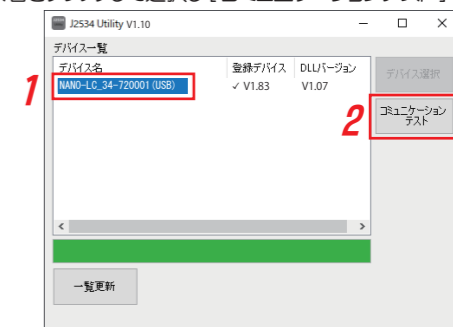 J2534 Utility V1.10
デバイス一覧
デバイス名 登録デバイス DLLバージョン
NANO-LC_34-720001 (USB) ✓ V1.83 V1.07
デバイス選択
1
2
コミュニケーション
テスト
一覧更新